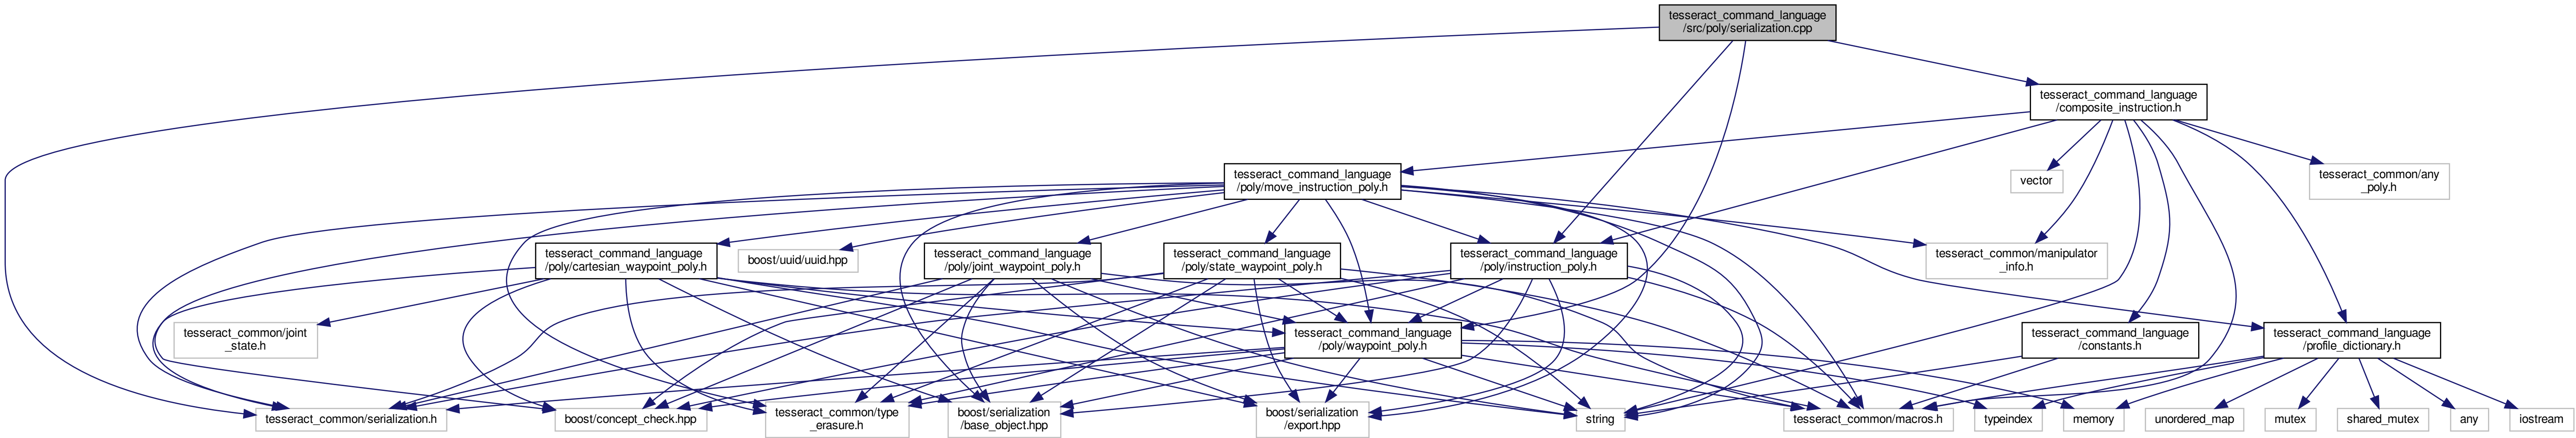 tesseract_command_language
/src/poly/serialization.cpp
tesseract_command_language
/composite_instruction.h
tesseract_command_language
/poly/move_instruction_poly.h
vector
tesseract_common/any
_poly.h
tesseract_command_language
/poly/cartesian_waypoint_poly.h
boost/uuid/uuid.hpp
tesseract_command_language
/poly/joint_waypoint_poly.h
tesseract_command_language
/poly/state_waypoint_poly.h
tesseract_command_language
/poly/instruction_poly.h
tesseract_common/manipulator
_info.h
tesseract_common/joint
_state.h
tesseract_command_language
/poly/waypoint_poly.h
tesseract_command_language
/constants.h
tesseract_command_language
/profile_dictionary.h
tesseract_common/serialization.h
boost/concept_check.hpp
tesseract_common/type
_erasure.h
boost/serialization
/base_object.hpp
boost/serialization
/export.hpp
string
tesseract_common/macros.h
typeindex
memory
unordered_map
mutex
shared_mutex
any
iostream